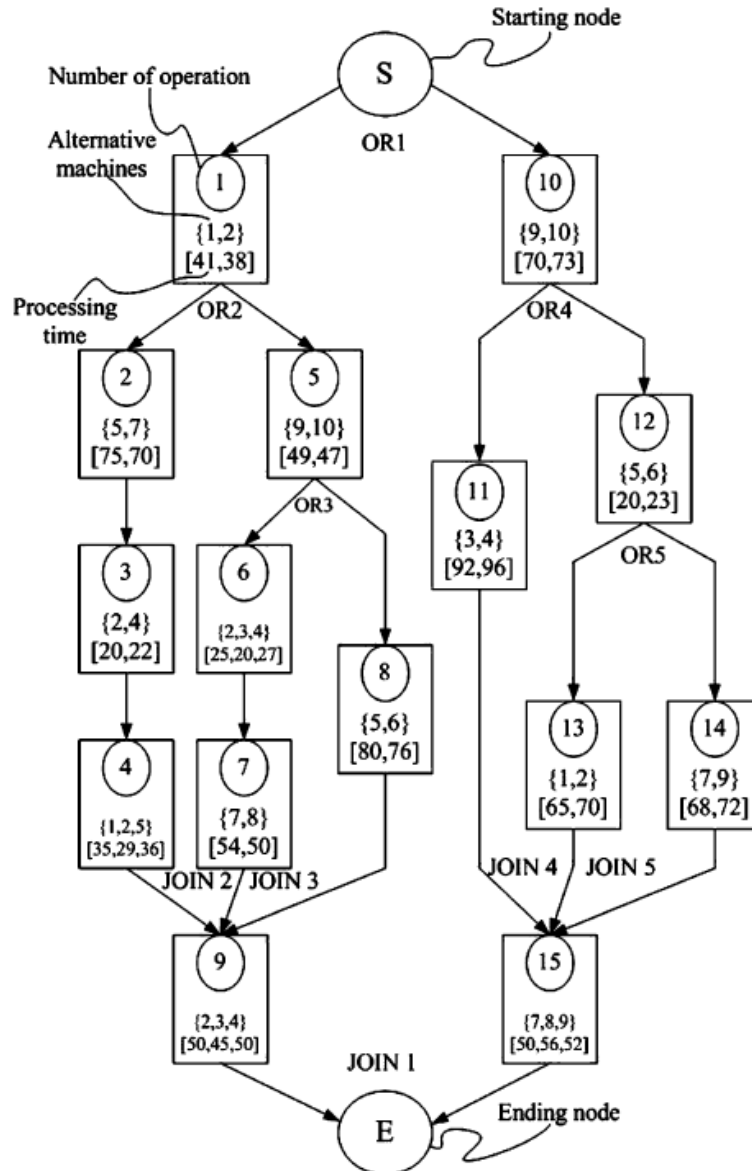 Starting node
S
Number of operation
OR1
Alternative
machines
1
{1,2}
[41,38]
10
{9,10}
[70,73]
Processing
time
OR2
OR4
2
{5,7}
[75,70]
5
{9,10}
[49,47]
12
{5,6}
[20,23]
11
{3,4}
[92,96]
OR3
OR5
3
{2,4}
[20,22]
6
{2,3,4}
[25,20,27]
8
{5,6}
[80,76]
13
{1,2}
[65,70]
14
{7,9}
[68,72]
4
{1,2,5}
[35,29,36]
7
{7,8}
[54,50]
JOIN 2
JOIN 3
JOIN 4
JOIN 5
9
{2,3,4}
[50,45,50]
15
{7,8,9}
[50,56,52]
JOIN 1
E
Ending node